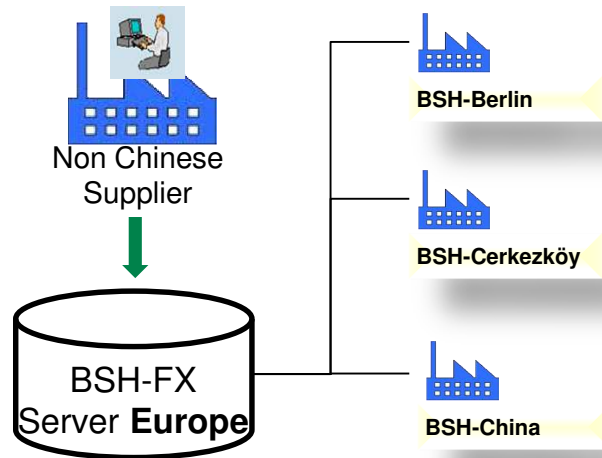 Non Chinese
Supplier
BSH-FX
Server Europe
BSH-Berlin
BSH-Cerkezköy
BSH-China